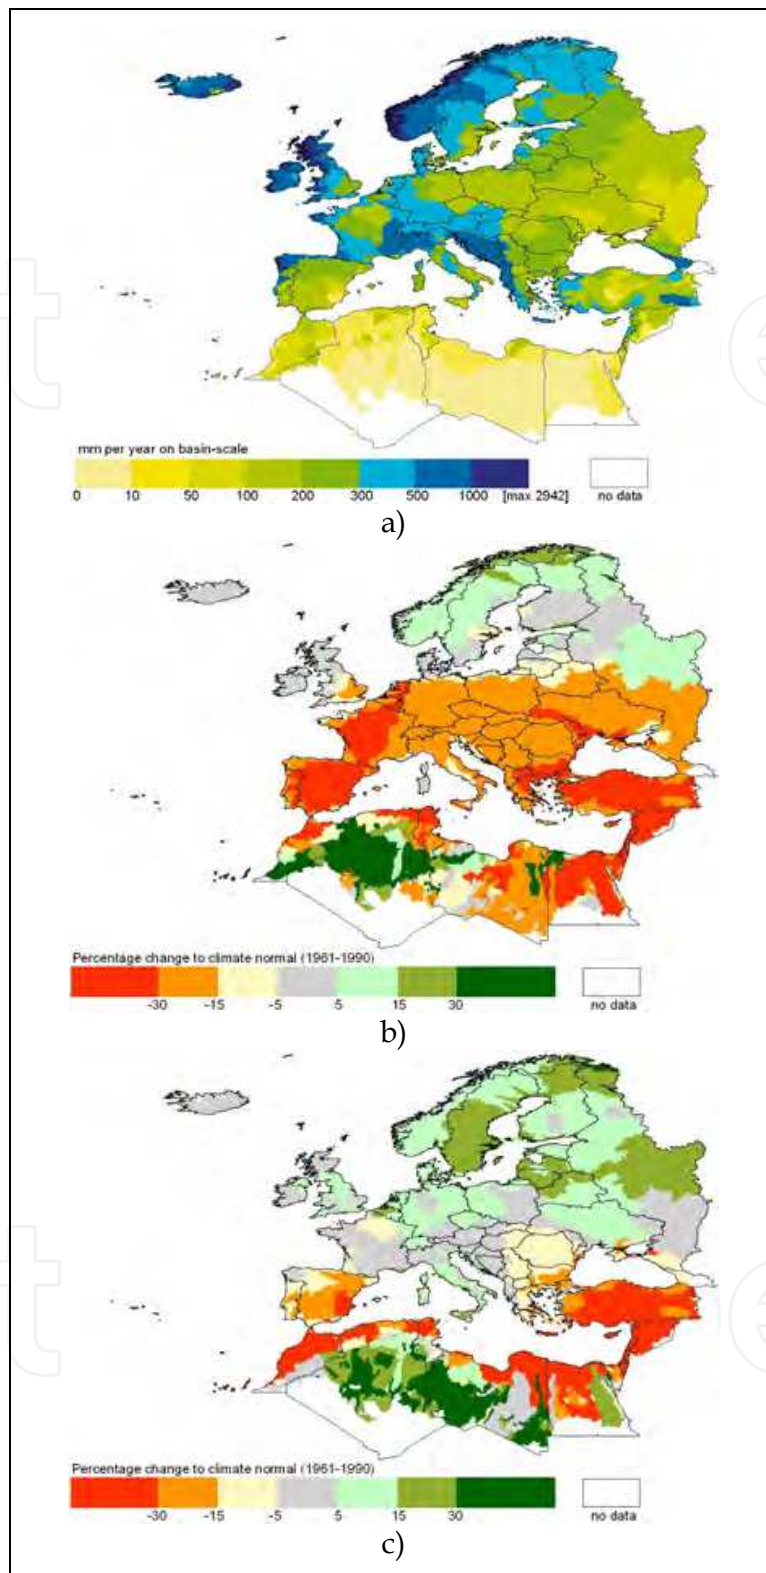 mm per year on basin-scale
0 10 50 100 200 300 500 1000 [max 2942] no data
a)
Percentage change to climate normal (1961-1990)
-30 -15 -5 5 15 30 no data
b)
Percentage change to climate normal (1961-1990)
-30 -15 -5 5 15 30 no data
c)